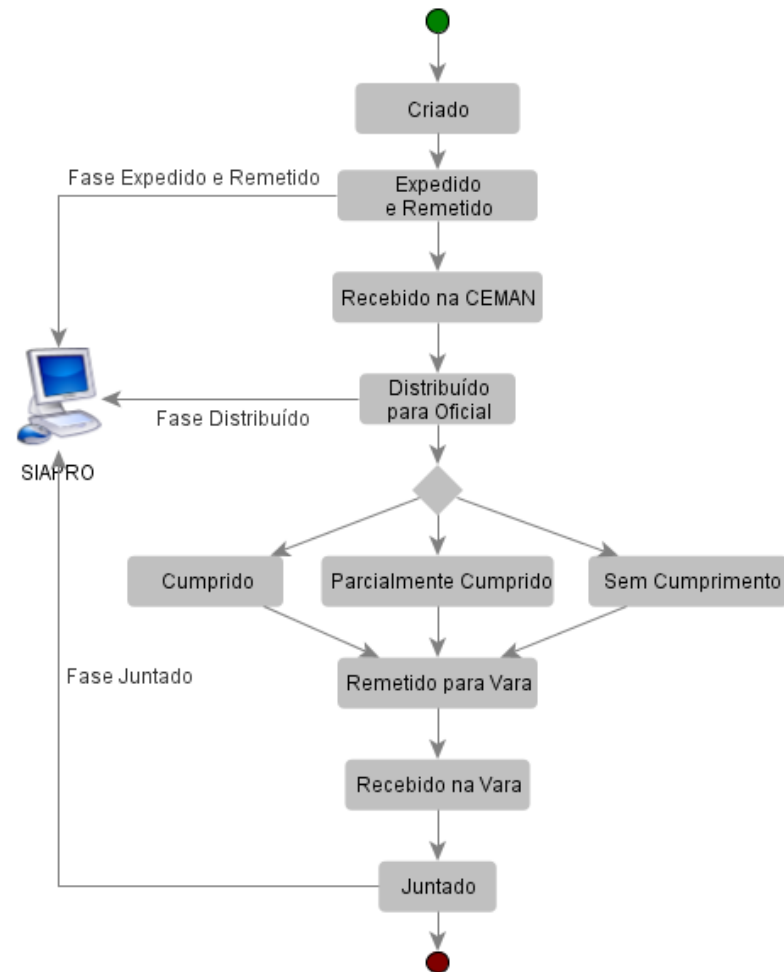 Criado
Fase Expedido e Remetido
Expedido
e Remetido
Recebido na CEMAN
Distribuído
para Oficial
Fase Distribuído
SIAPRO
Cumprido
Parcialmente Cumprido
Sem Cumprimento
Fase Juntado
Remetido para Vara
Recebido na Vara
Juntado